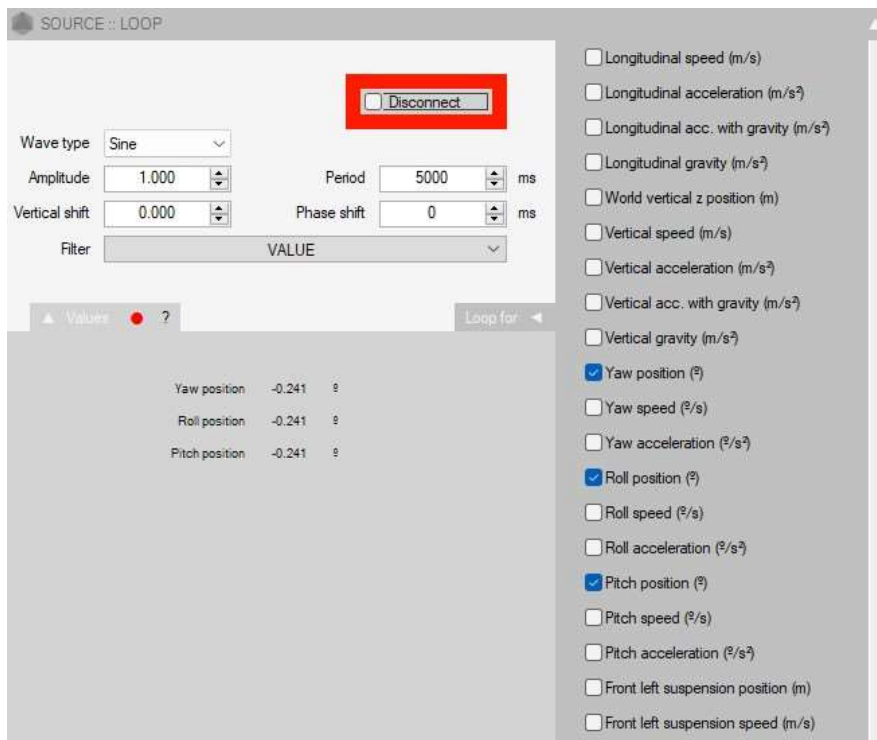 SOURCE :: LOOP
Disconnect
Wave type Sine
Amplitude 1.000 Period 5000 ms
Vertical shift 0.000 Phase shift 0 ms
Filter VALUE
Values ? Loop for
Yaw position -0.241 º
Roll position -0.241 º
Pitch position -0.241 º
Longitudinal speed (m/s)
Longitudinal acceleration (m/s²)
Longitudinal acc. with gravity (m/s²)
Longitudinal gravity (m/s²)
World vertical z position (m)
Vertical speed (m/s)
Vertical acceleration (m/s²)
Vertical acc. with gravity (m/s²)
Vertical gravity (m/s²)
Yaw position (º)
Yaw speed (º/s)
Yaw acceleration (º/s²)
Roll position (º)
Roll speed (º/s)
Roll acceleration (º/s²)
Pitch position (º)
Pitch speed (º/s)
Pitch acceleration (º/s²)
Front left suspension position (m)
Front left suspension speed (m/s)